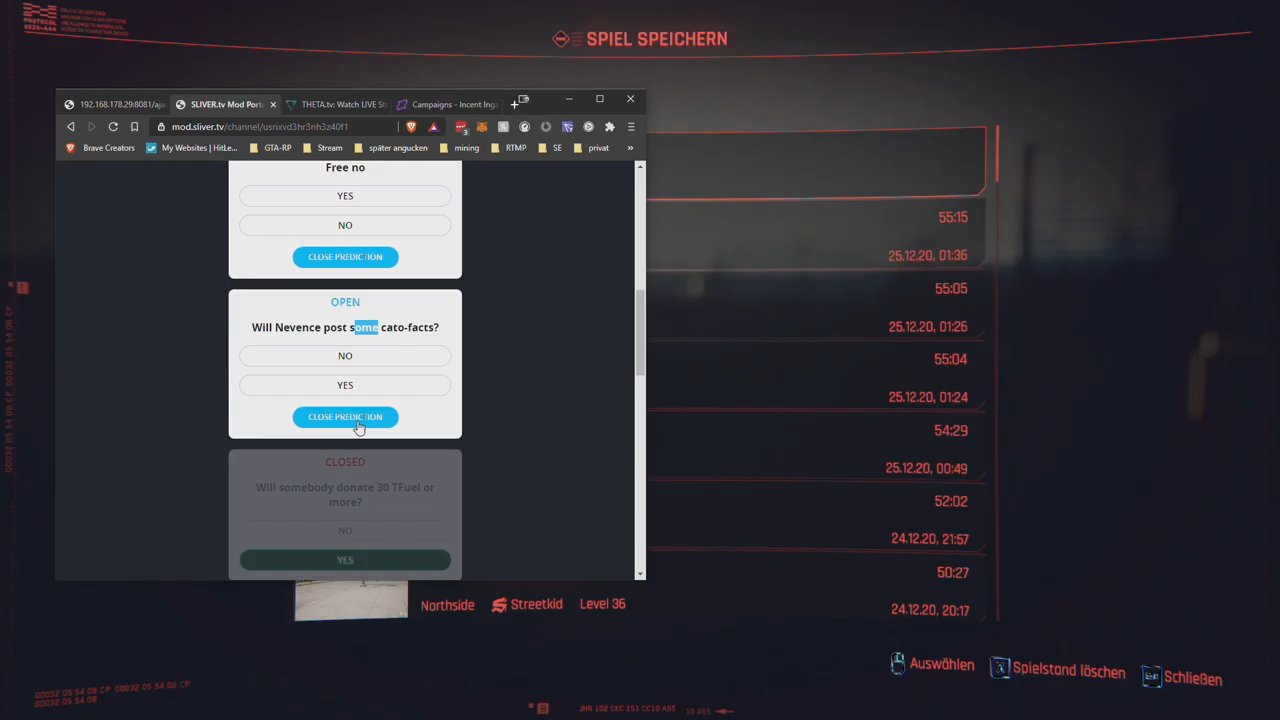 SPIEL SPEICHERN
192.168.178.29:8081/aja
SLIVER.tv Mod Port
THETA.tv: Watch LIVE St
Campaigns - Incent Inga
mod.sliver.tv/channel/usrixvd3hr3nh3z40f1
3
Brave Creators
My Websites | HitLe...
GTA-RP
Stream
später angucken
mining
RTMP
SE
privat
»
Free no
YES
NO
CLOSE PREDICTION
OPEN
Will Nevence post some cato-facts?
NO
YES
CLOSE PREDICTION
CLOSED
Will somebody donate 30 TFuel or
more?
NO
YES
55:15
25.12.20, 01:36
55:05
25.12.20, 01:26
55:04
25.12.20, 01:24
54:29
25.12.20, 00:49
52:02
24.12.20, 21:57
50:27
24.12.20, 20:17
Northside
Streetkid
Level 36
Auswählen
Spielstand löschen
Schließen